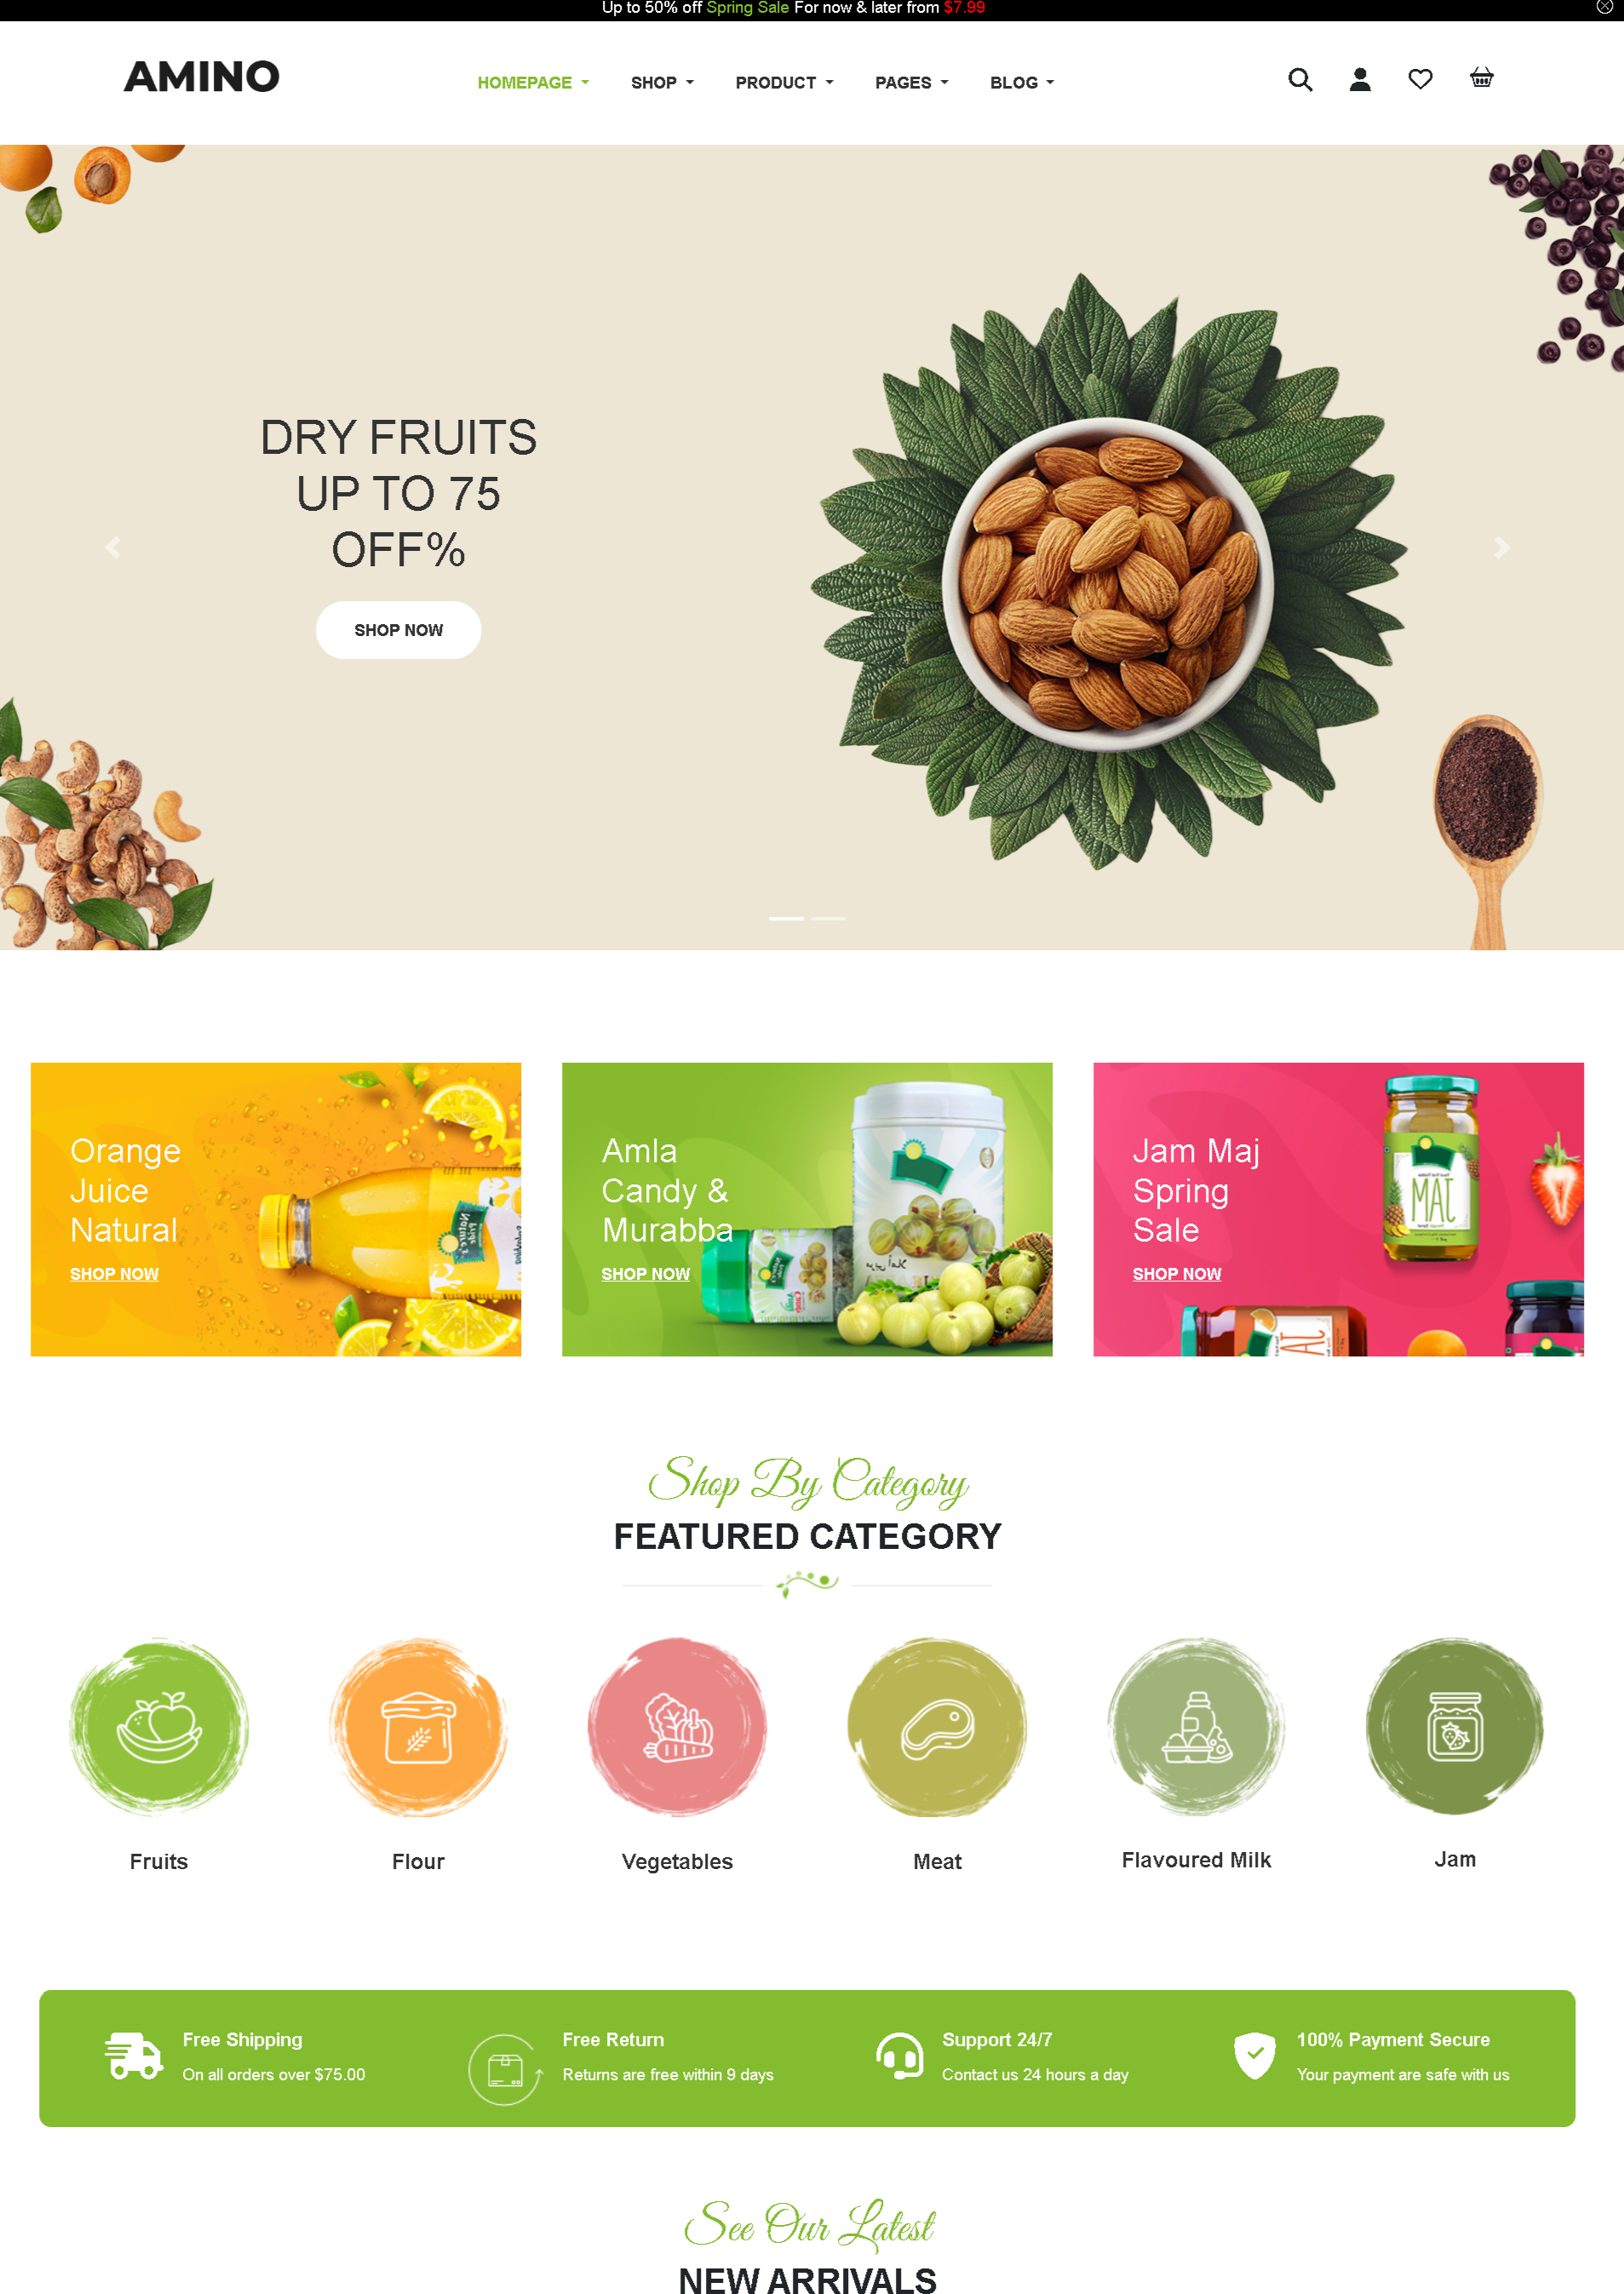 Up to 50% off Spring Sale For now & later from $7.99
AMINO
HOMEPAGE
SHOP
PRODUCT
PAGES
BLOG
DRY FRUITS
UP TO 75
OFF%
SHOP NOW
Orange
Juice
Natural
SHOP NOW
Amla
Candy &
Murabba
SHOP NOW
Jam Maj
Spring
Sale
SHOP NOW
Shop By Category
FEATURED CATEGORY
Fruits
Flour
Vegetables
Meat
Flavoured Milk
Jam
Free Shipping
On all orders over $75.00
Free Return
Returns are free within 9 days
Support 24/7
Contact us 24 hours a day
100% Payment Secure
Your payment are safe with us
See Our Latest
NEW ARRIVALS